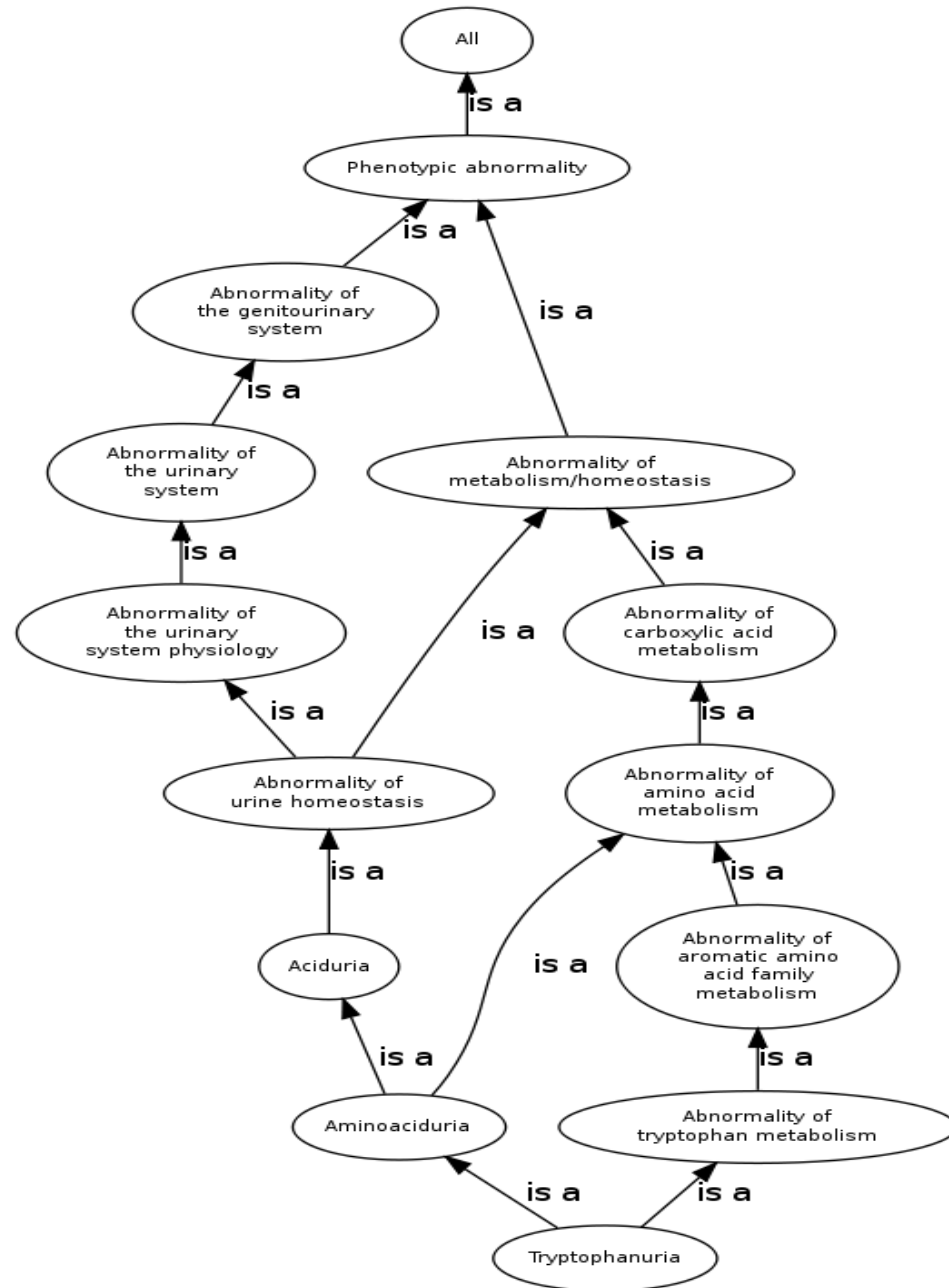 All
is a
Phenotypic abnormality
is a
Abnormality of
the genitourinary
system
is a
is a
Abnormality of
the urinary
system
Abnormality of
metabolism/homeostasis
is a
is a
Abnormality of
the urinary
system physiology
is a
Abnormality of
carboxylic acid
metabolism
is a
is a
Abnormality of
urine homeostasis
Abnormality of
amino acid
metabolism
is a
is a
Aciduria
is a
Abnormality of
aromatic amino
acid family
metabolism
is a
is a
Aminoaciduria
Abnormality of
tryptophan metabolism
is a
is a
Tryptophanuria